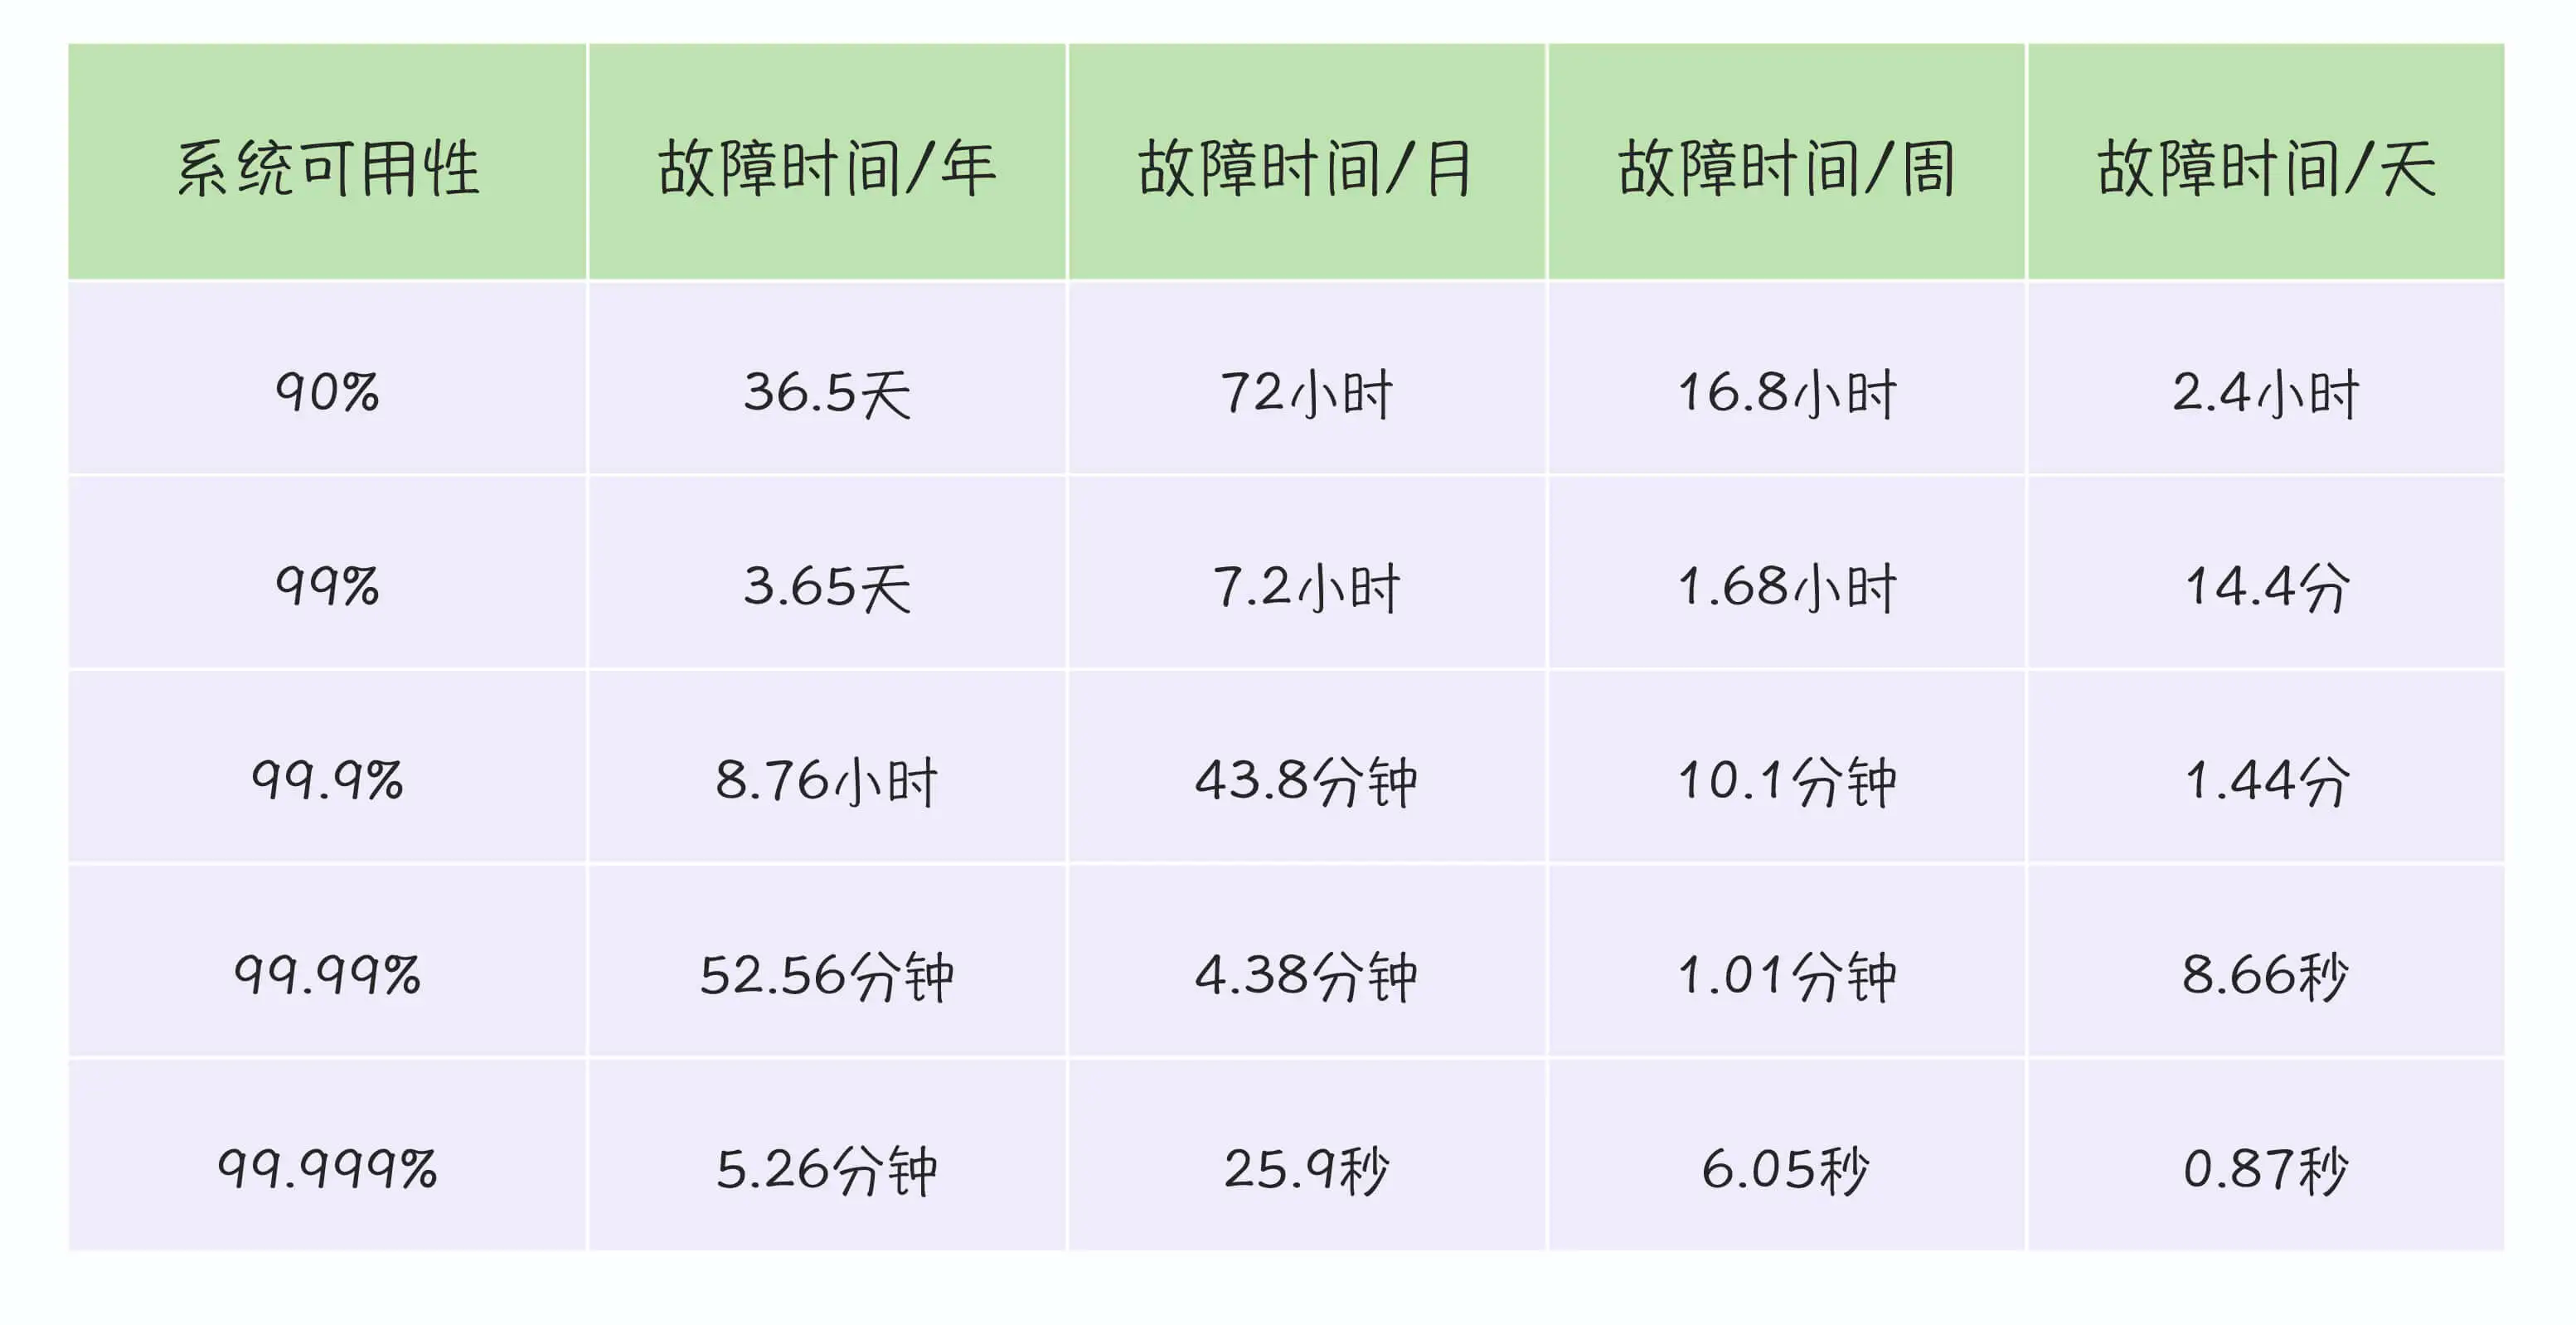 系统可用性 故障时间/年 故障时间/月 故障时间/周 故障时间/天
90% 36.5天 72小时 16.8小时 2.4小时
99% 3.65天 7.2小时 1.68小时 14.4分
99.9% 8.76小时 43.8分钟 10.1分钟 1.44分
99.99% 52.56分钟 4.38分钟 1.01分钟 8.66秒
99.999% 5.26分钟 25.9秒 6.05秒 0.87秒